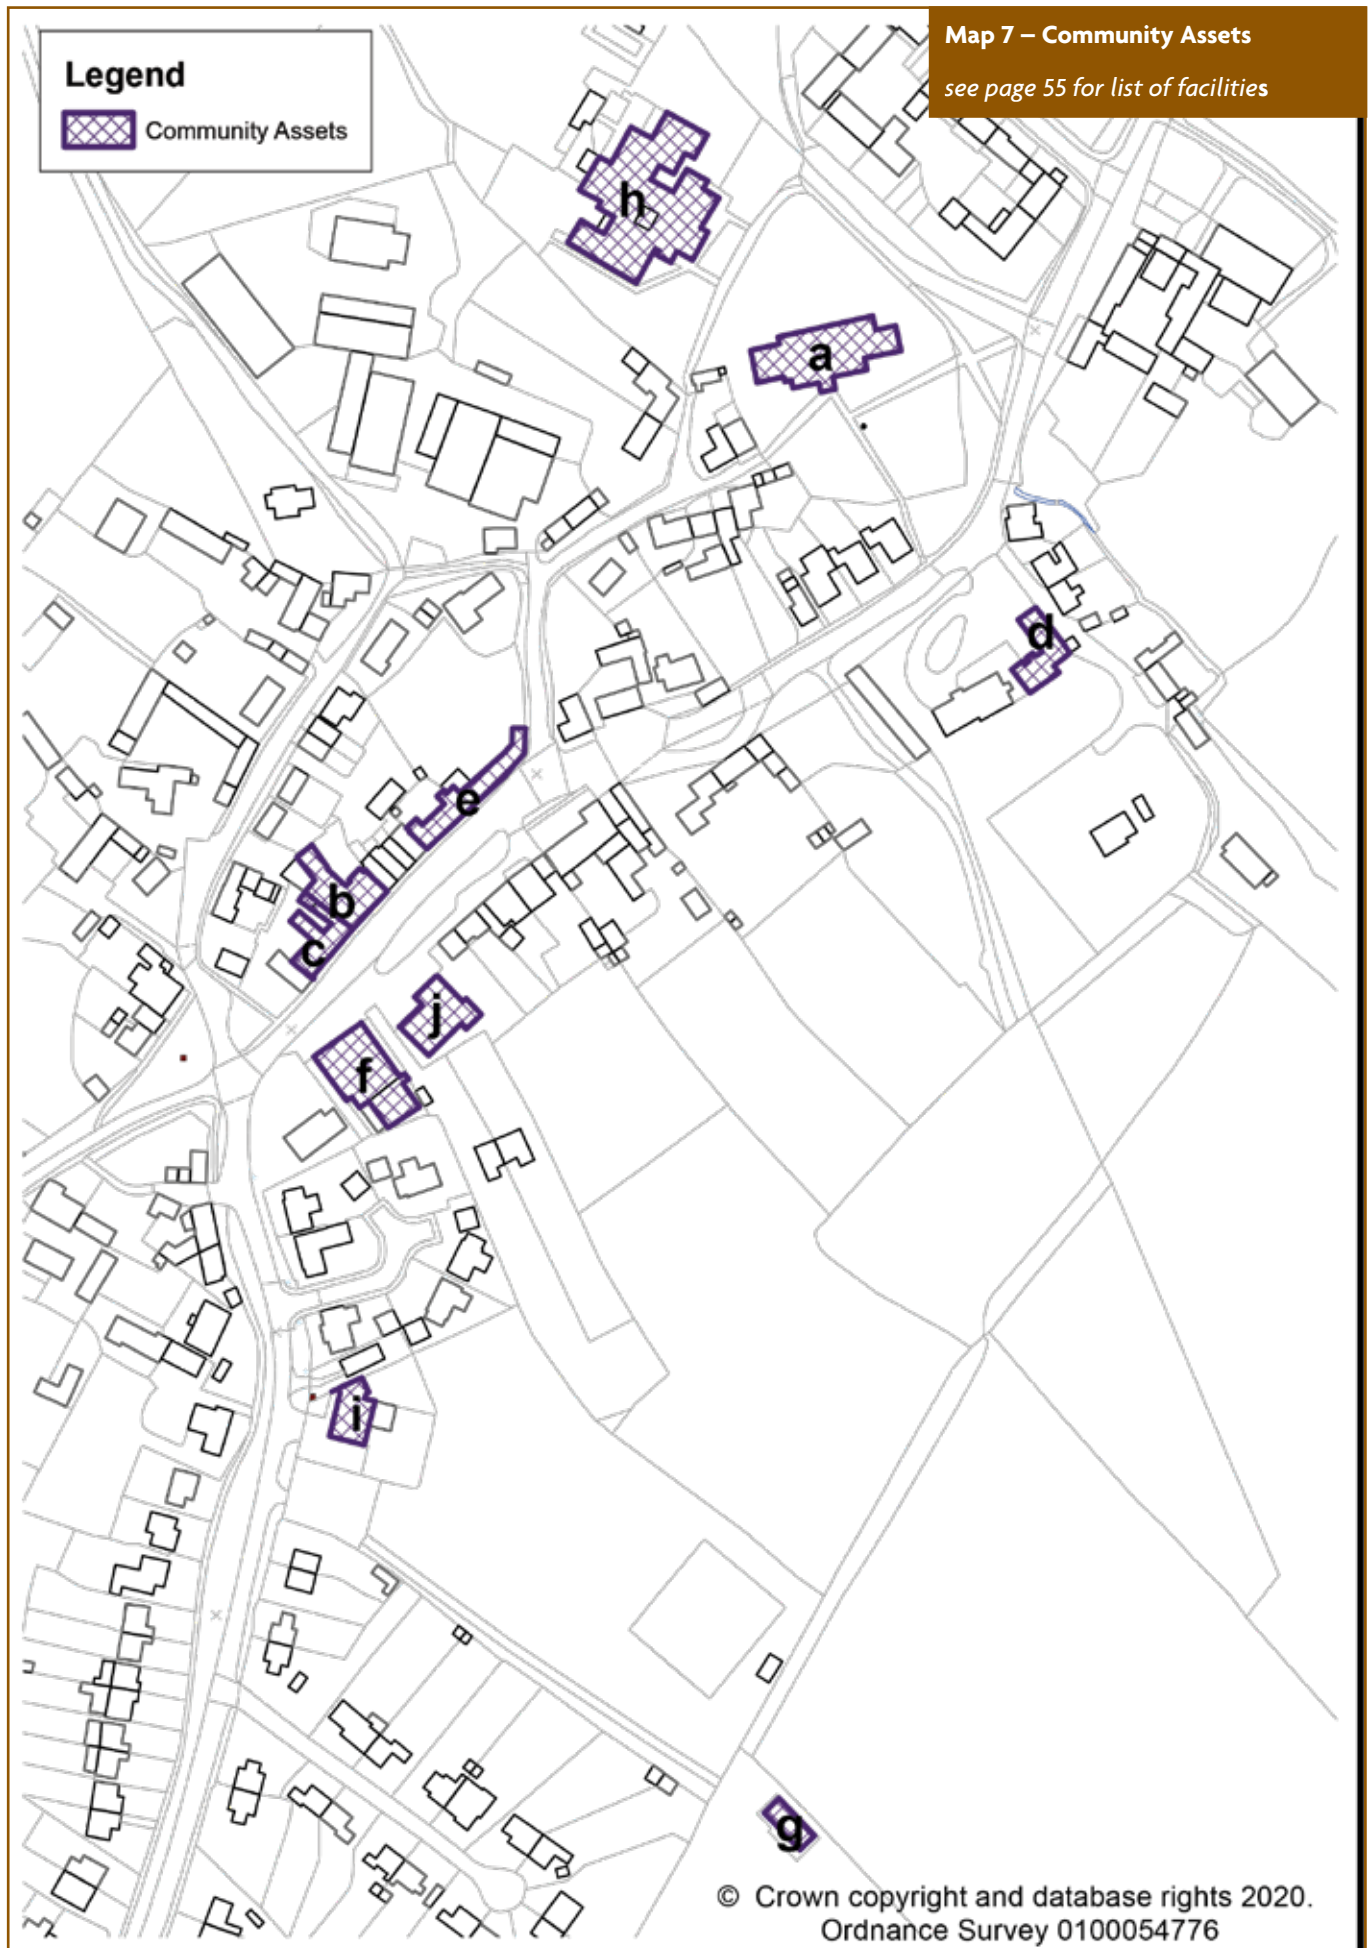 Map 7 – Community Assets
see page 55 for list of facilities
Legend
Community Assets
h
a
d
e
b
c
j
f
i
g
© Crown copyright and database rights 2020.
Ordnance Survey 0100054776